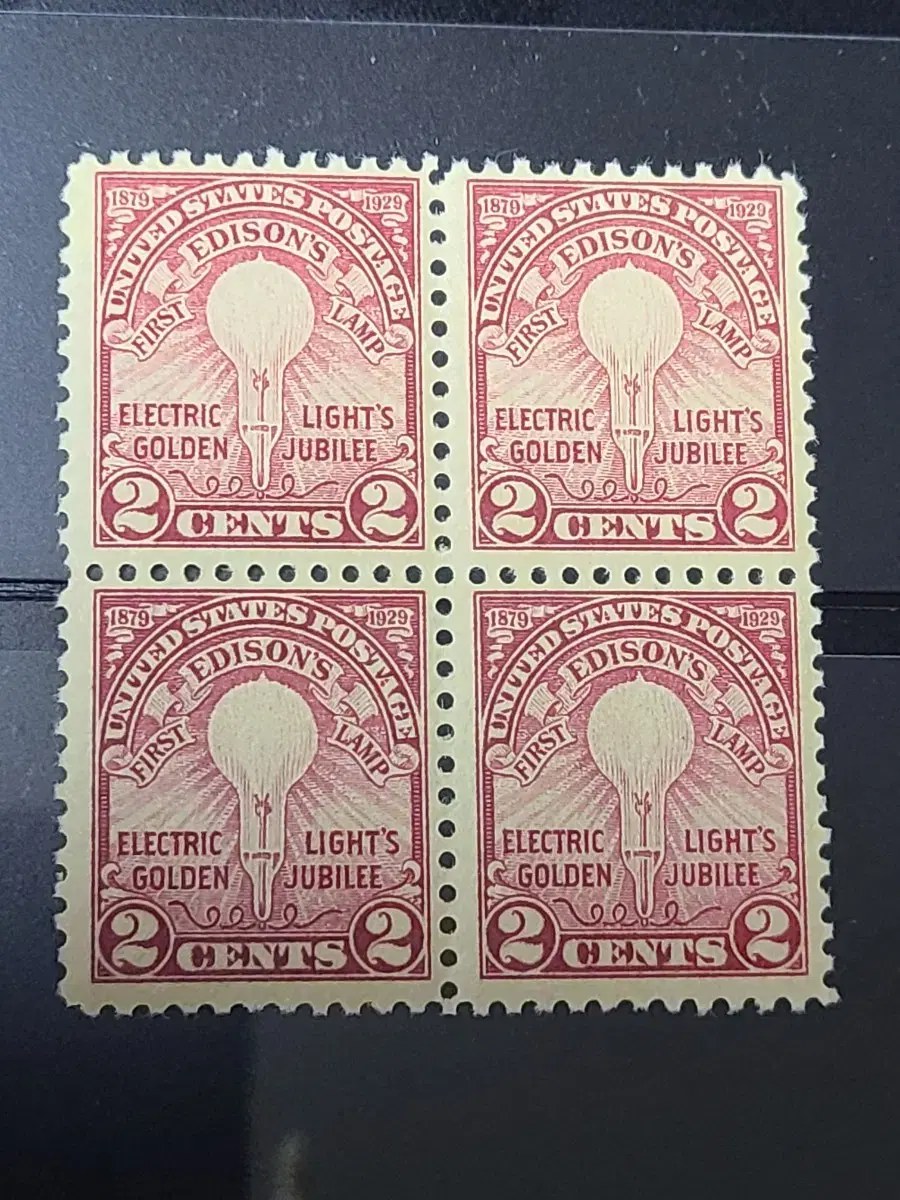 1879 1929
UNITED STATES POSTAGE
EDISON'S
FIRST LAMP
ELECTRIC LIGHT'S
GOLDEN JUBILEE
2 CENTS 2
1879 1929
UNITED STATES POSTAGE
EDISON'S
FIRST LAMP
ELECTRIC LIGHT'S
GOLDEN JUBILEE
2 CENTS 2
1879 1929
UNITED STATES POSTAGE
EDISON'S
FIRST LAMP
ELECTRIC LIGHT'S
GOLDEN JUBILEE
2 CENTS 2
1879 1929
UNITED STATES POSTAGE
EDISON'S
FIRST LAMP
ELECTRIC LIGHT'S
GOLDEN JUBILEE
2 CENTS 2